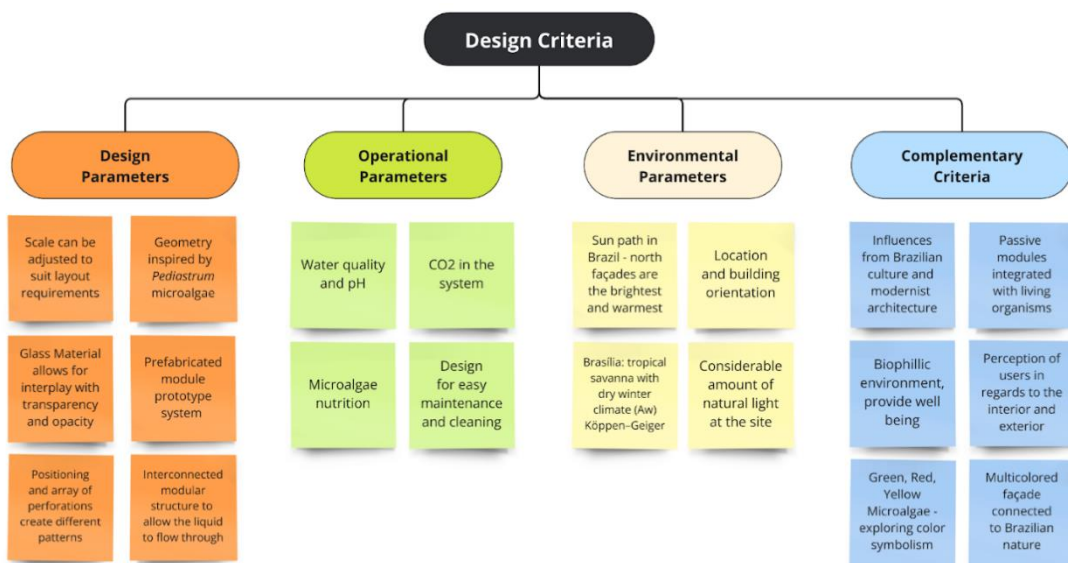 Design Criteria
Design
Parameters
Operational
Parameters
Environmental
Parameters
Complementary
Criteria
Scale can be
adjusted to
suit layout
requirements
Geometry
inspired by
Pediastrum
microalgae
Glass Material
allows for
interplay with
transparency
and opacity
Prefabricated
module
prototype
system
Positioning
and array of
perforations
create different
patterns
Interconnected
modular
structure to
allow the liquid
to flow through
Water quality
and pH
CO2 in the
system
Microalgae
nutrition
Design
for easy
maintenance
and cleaning
Sun path in
Brazil - north
façades are
the brightest
and warmest
Location
and building
orientation
Brasília: tropical
savanna with
dry winter
climate (Aw)
Köppen–Geiger
Considerable
amount of
natural light
at the site
Influences
from Brazilian
culture and
modernist
architecture
Passive
modules
integrated
with living
organisms
Biophillic
environment,
provide well
being
Perception of
users in
regards to the
interior and
exterior
Green, Red,
Yellow
Microalgae -
exploring color
symbolism
Multicolored
façade
connected
to Brazilian
nature